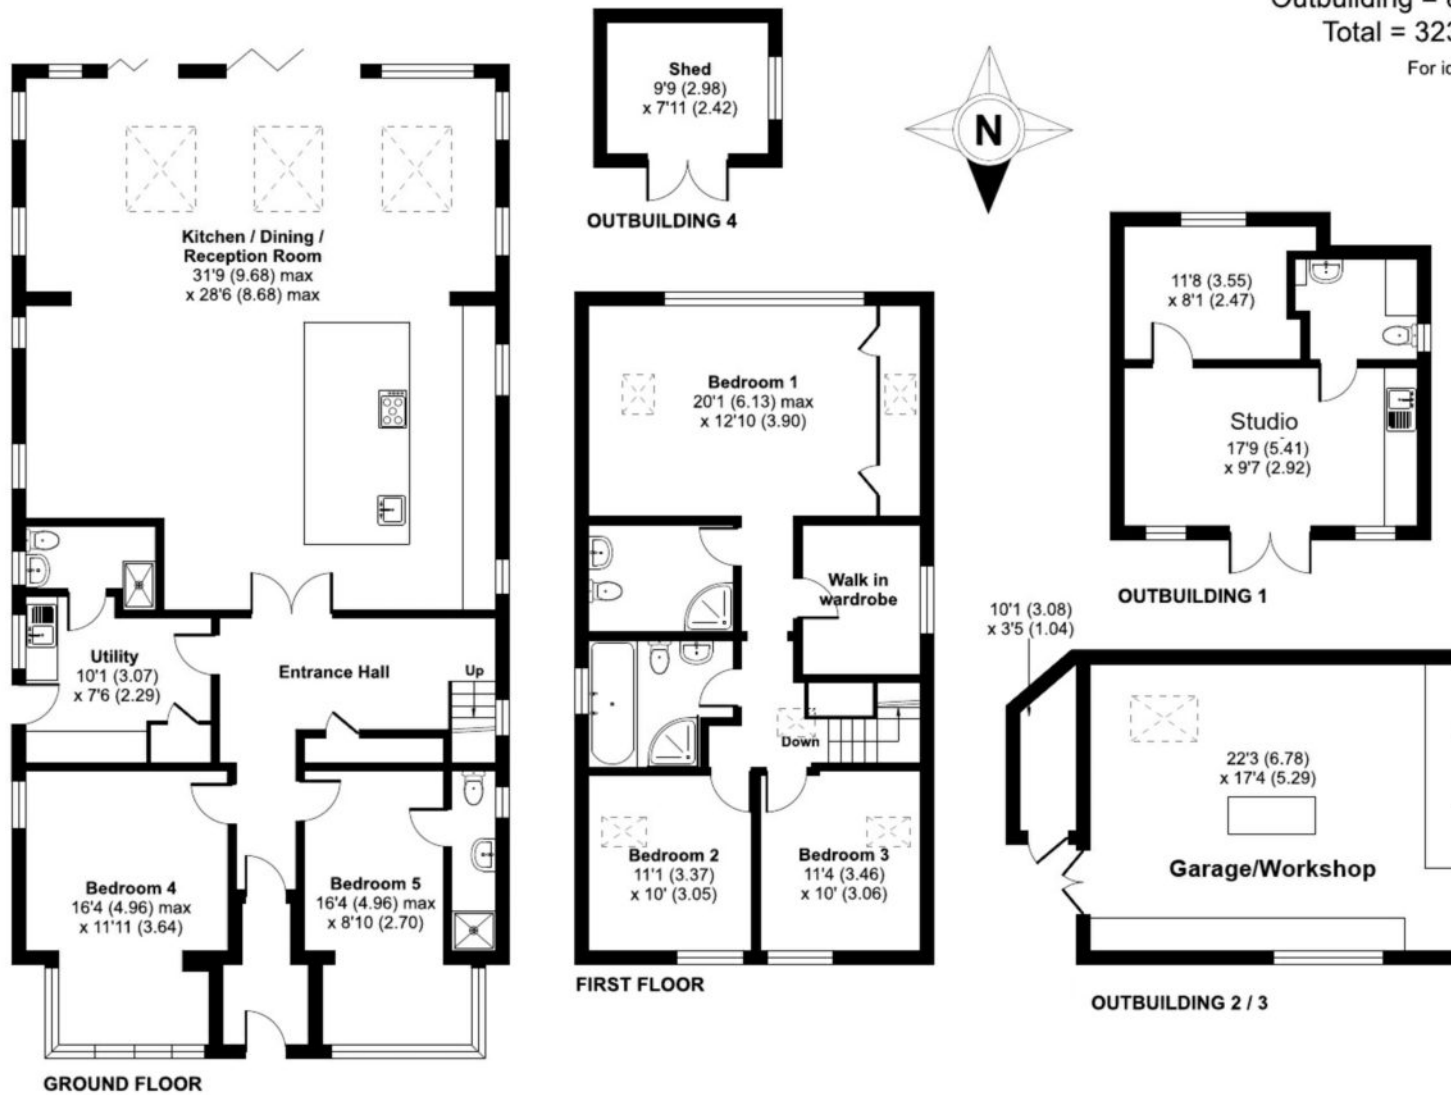 Outbuilding =
Total = 323
For
Shed
9'9 (2.98)
x 7'11 (2.42)
OUTBUILDING 4
N
Kitchen / Dining /
Reception Room
31'9 (9.68) max
x 28'6 (8.68) max
Utility
10'1 (3.07)
x 7'6 (2.29)
Entrance Hall
Up
Bedroom 4
16'4 (4.96) max
x 11'11 (3.64)
Bedroom 5
16'4 (4.96) max
x 8'10 (2.70)
GROUND FLOOR
Bedroom 1
20'1 (6.13) max
x 12'10 (3.90)
Walk in
wardrobe
Down
Bedroom 2
11'1 (3.37)
x 10' (3.05)
Bedroom 3
11'4 (3.46)
x 10' (3.06)
FIRST FLOOR
11'8 (3.55)
x 8'1 (2.47)
Studio
17'9 (5.41)
x 9'7 (2.92)
OUTBUILDING 1
10'1 (3.08)
x 3'5 (1.04)
22'3 (6.78)
x 17'4 (5.29)
Garage/Workshop
OUTBUILDING 2 / 3